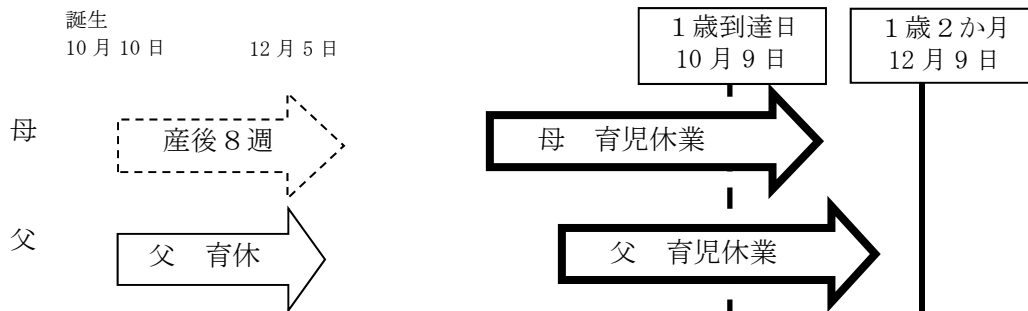 誕生
10月10日 12月5日
1歳到達日
10月9日
1歳2か月
12月9日
母
産後8週
母 育児休業
父
父 育休
父 育児休業